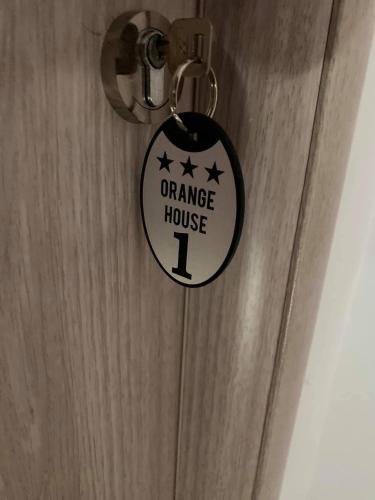 ★★★
ORANGE
HOUSE
1